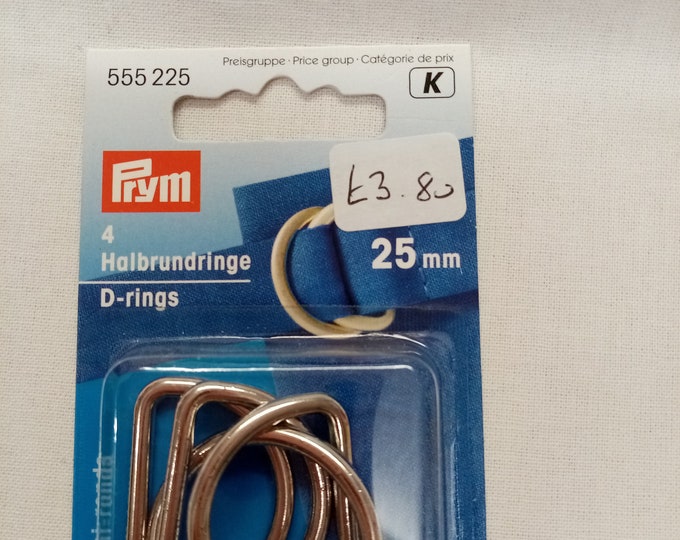 555 225
Preisgruppe · Price group · Catégorie de prix
K
Prym
£3.80
4
Halbrundringe
D-rings
25 mm